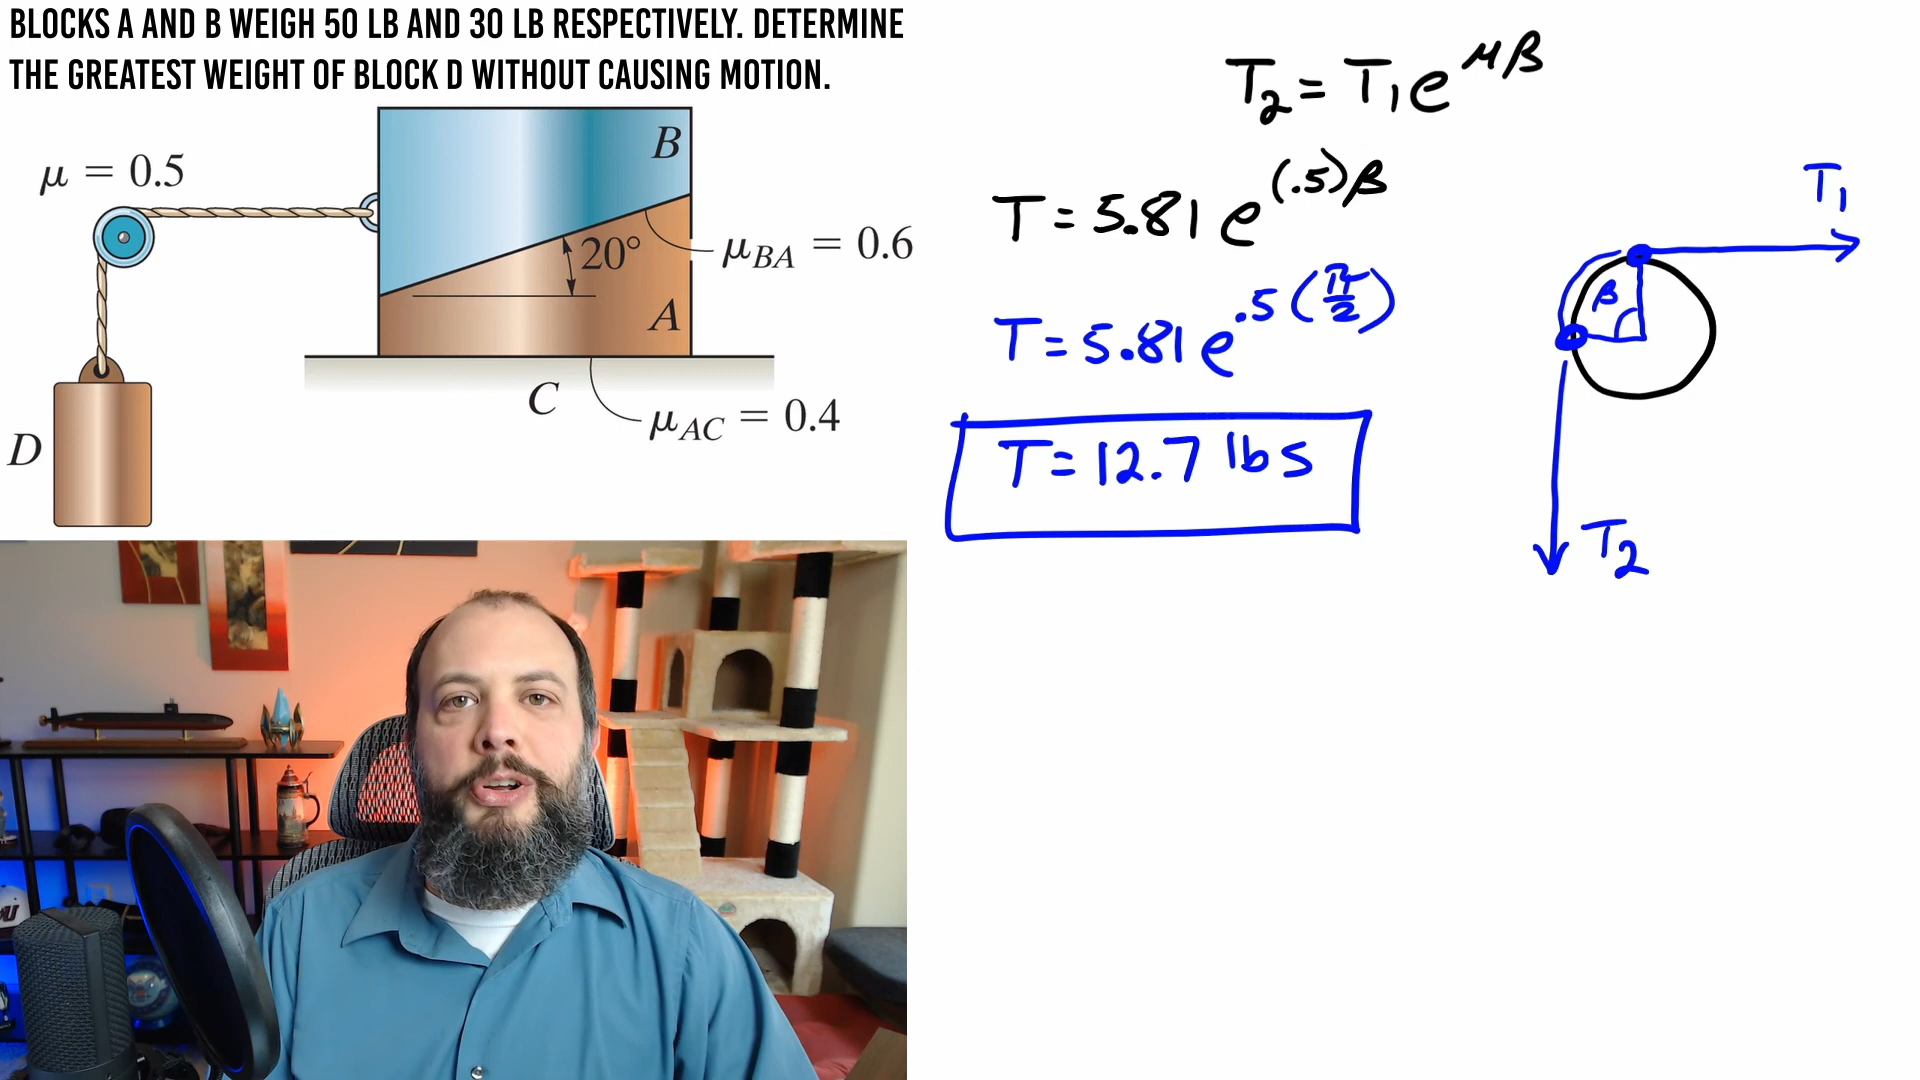 BLOCKS A AND B WEIGH 50 LB AND 30 LB RESPECTIVELY. DETERMINE
THE GREATEST WEIGHT OF BLOCK D WITHOUT CAUSING MOTION.
μ = 0.5
B
20°
μBA = 0.6
A
C
μAC = 0.4
D
T₂ = T₁e^μβ
T = 5.81 e^(.5)β
T = 5.81 e^.5(π/2)
T = 12.7 lbs
T₁
β
T₂